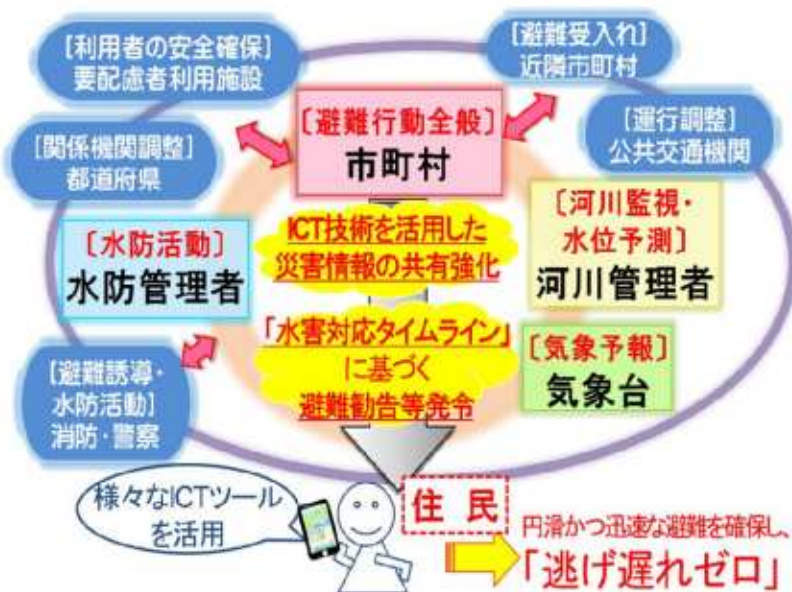 [利用者の安全確保]
要配慮者利用施設
[避難受入れ]
近隣市町村
[関係機関調整]
都道府県
〔避難行動全般〕
市町村
[運行調整]
公共交通機関
〔水防活動〕
水防管理者
ICT技術を活用した
災害情報の共有強化
〔河川監視・
水位予測〕
河川管理者
「水害対応タイムライン」
に基づく
避難勧告等発令
〔気象予報〕
気象台
[避難誘導・
水防活動]
消防・警察
様々なICTツール
を活用
住民
円滑かつ迅速な避難を確保し、
「逃げ遅れゼロ」